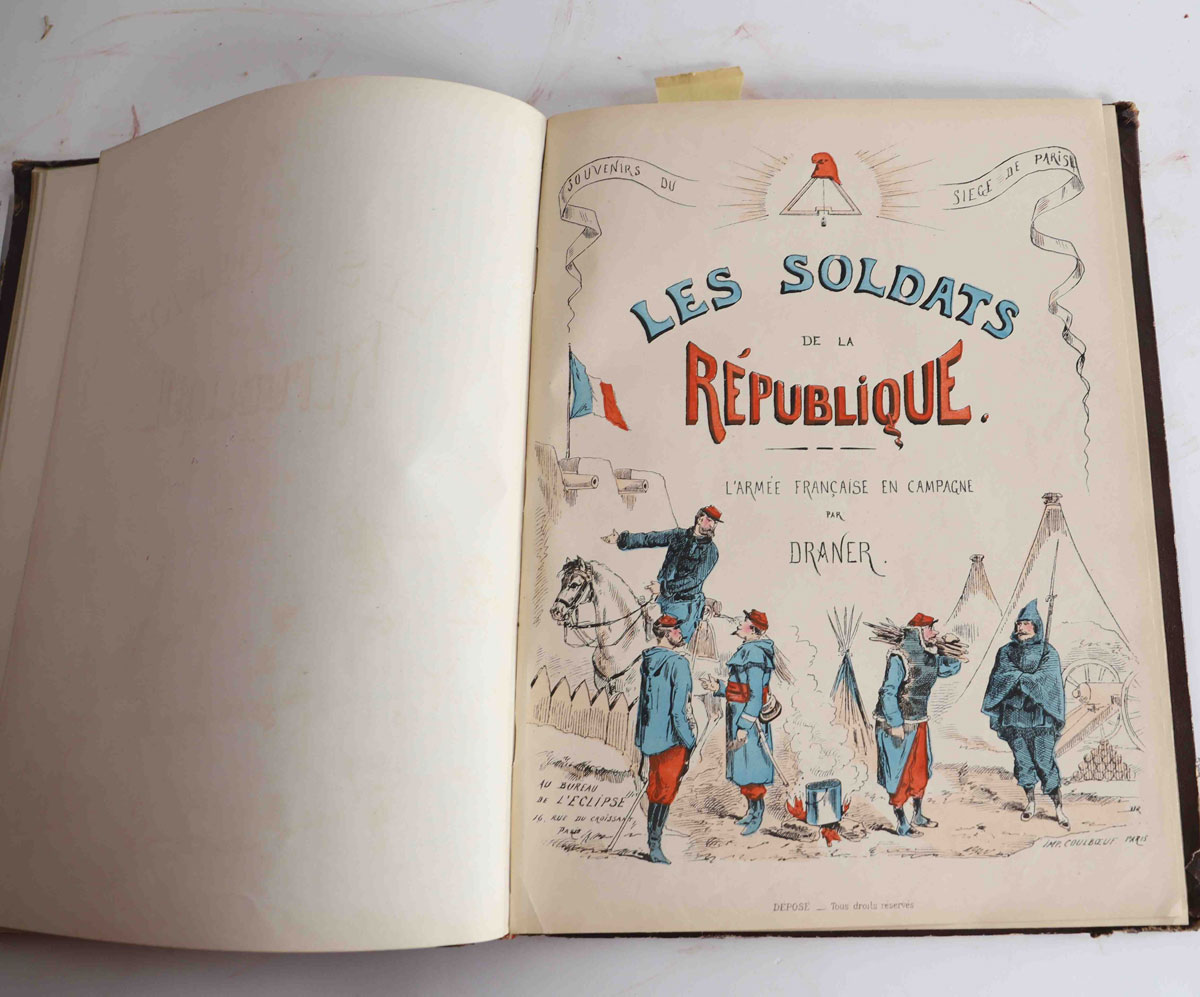 SOUVENIRS DU
SIEGE DE PARIS
LES SOLDATS
DE LA
RÉPUBLIQUE.
L'ARMÉE FRANÇAISE EN CAMPAGNE
PAR
DRANER.
AU BUREAU
DE L'ECLIPSE
16, RUE DU CROISSANT
PARIS
IMP. COULBŒUF PARIS
DEPOSE — Tous droits réservés